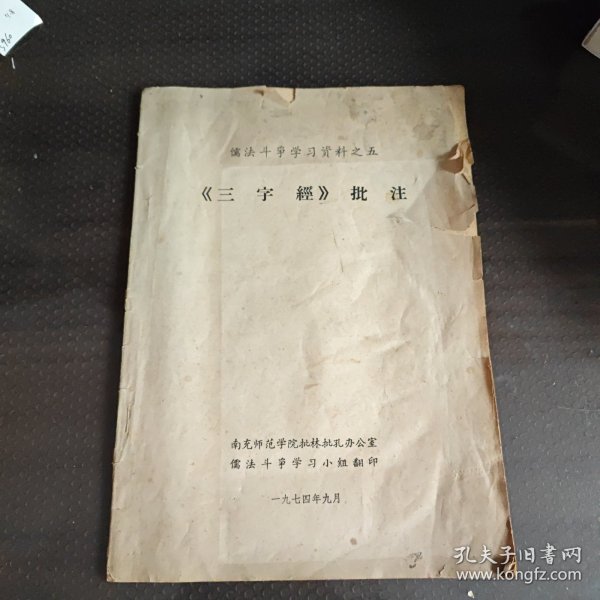 儒法斗爭学习資料之五
《三字經》批注
南充师范学院批林批孔办公室
儒法斗爭学习小組翻印
一九七四年九月
孔夫子旧书网
www.kongfz.com